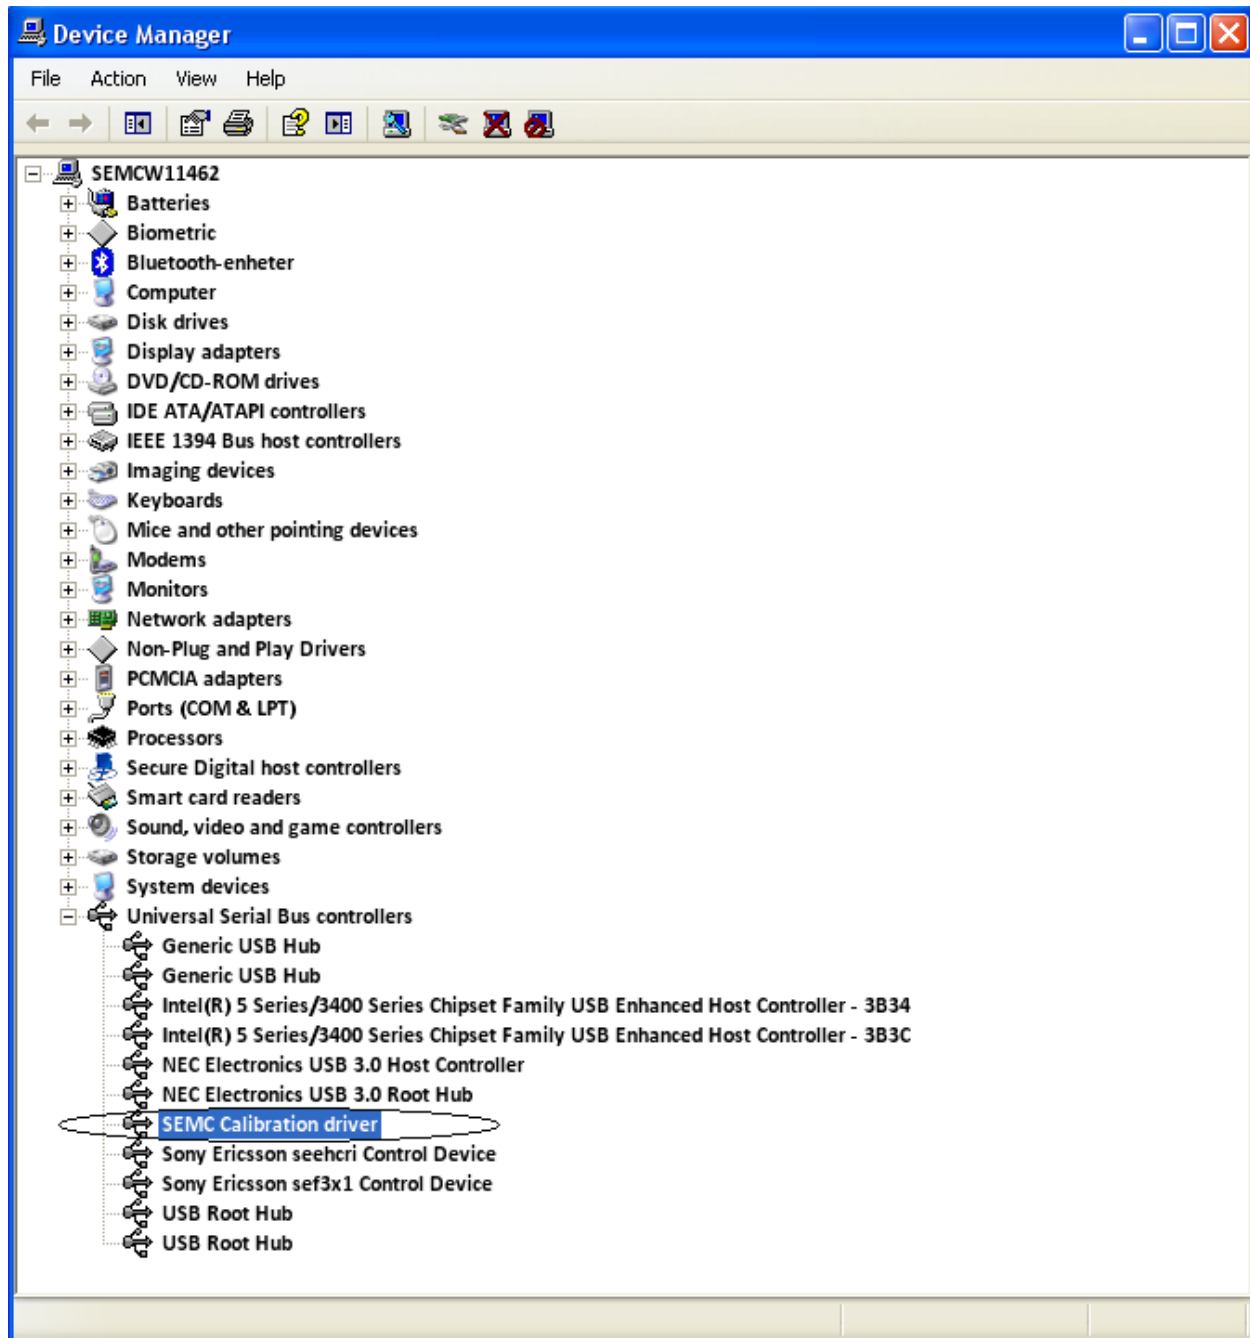 Device Manager
File Action View Help
SEMCW11462
Batteries
Biometric
Bluetooth-enheter
Computer
Disk drives
Display adapters
DVD/CD-ROM drives
IDE ATA/ATAPI controllers
IEEE 1394 Bus host controllers
Imaging devices
Keyboards
Mice and other pointing devices
Modems
Monitors
Network adapters
Non-Plug and Play Drivers
PCMCIA adapters
Ports (COM & LPT)
Processors
Secure Digital host controllers
Smart card readers
Sound, video and game controllers
Storage volumes
System devices
Universal Serial Bus controllers
Generic USB Hub
Generic USB Hub
Intel(R) 5 Series/3400 Series Chipset Family USB Enhanced Host Controller - 3B34
Intel(R) 5 Series/3400 Series Chipset Family USB Enhanced Host Controller - 3B3C
NEC Electronics USB 3.0 Host Controller
NEC Electronics USB 3.0 Root Hub
SEMC Calibration driver
Sony Ericsson seehcri Control Device
Sony Ericsson sef3x1 Control Device
USB Root Hub
USB Root Hub